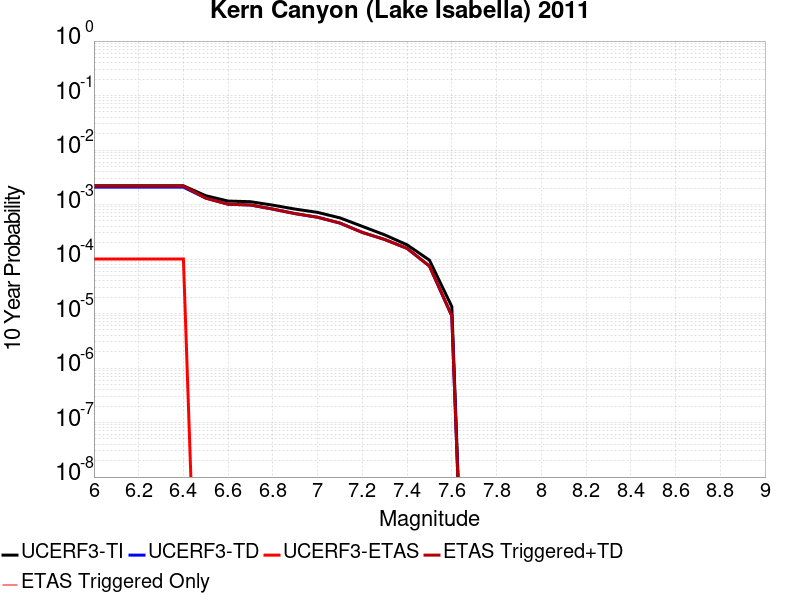 Kern Canyon (Lake Isabella) 2011
10 Year Probability
10^0
10^-1
10^-2
10^-3
10^-4
10^-5
10^-6
10^-7
10^-8
6 6.2 6.4 6.6 6.8 7 7.2 7.4 7.6 7.8 8 8.2 8.4 8.6 8.8 9
Magnitude
UCERF3-TI UCERF3-TD UCERF3-ETAS ETAS Triggered+TD
ETAS Triggered Only